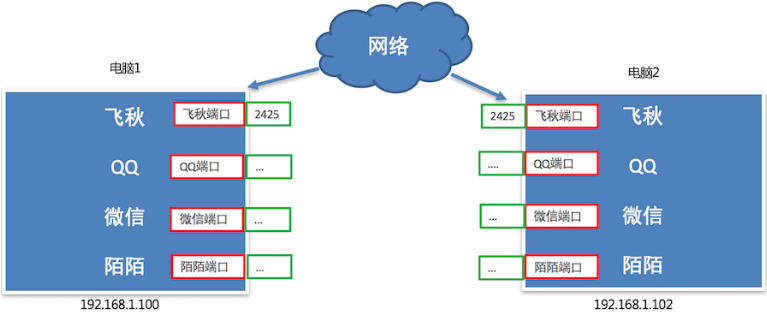 网络
电脑1
电脑2
飞秋 飞秋端口 2425
2425 飞秋端口 飞秋
QQ QQ端口 ...
.... QQ端口 QQ
微信 微信端口 ...
... 微信端口 微信
陌陌 陌陌端口 ...
... 陌陌端口 陌陌
192.168.1.100
192.168.1.102